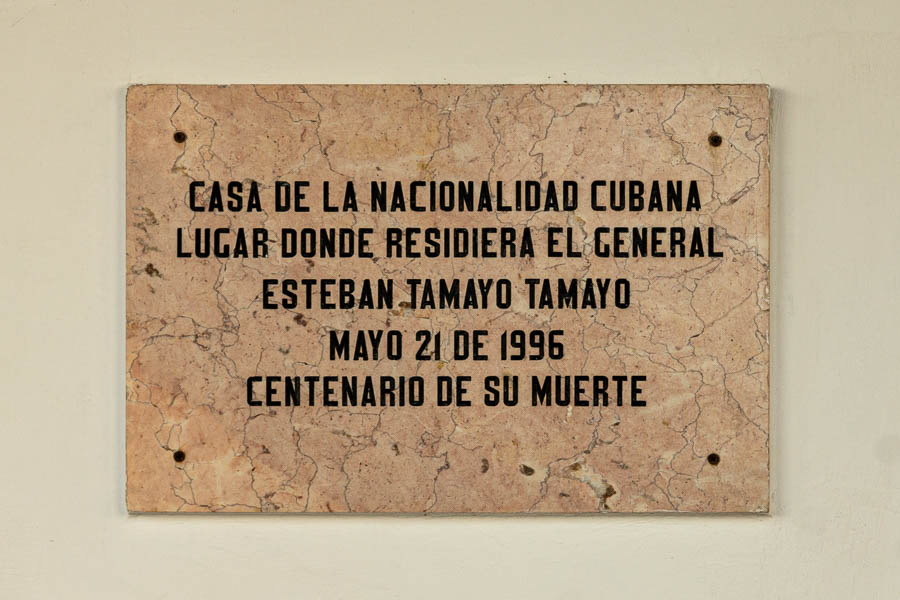 CASA DE LA NACIONALIDAD CUBANA
LUGAR DONDE RESIDIERA EL GENERAL
ESTEBAN TAMAYO TAMAYO
MAYO 21 DE 1996
CENTENARIO DE SU MUERTE